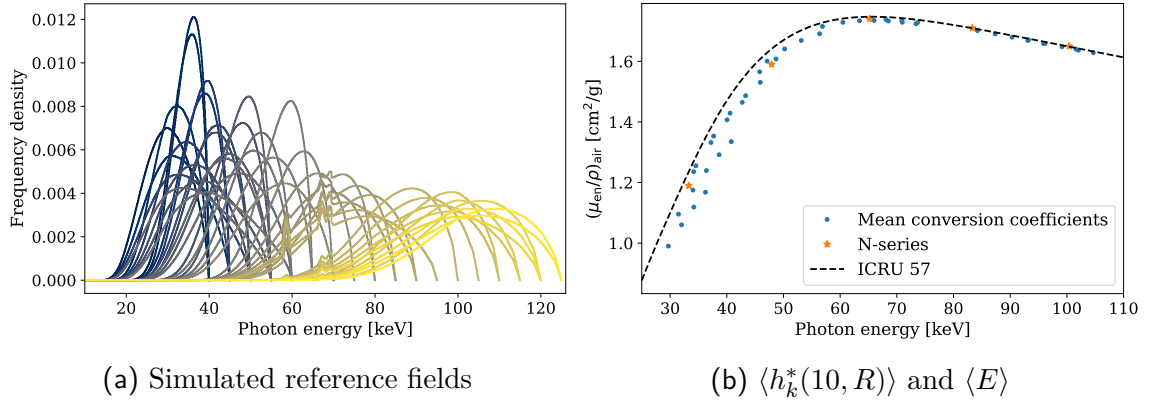 0.012
0.010
0.008
0.006
0.004
0.002
0.000
Frequency density
20 40 60 80 100 120
Photon energy [keV]
(a) Simulated reference fields
1.6
1.4
1.2
1.0
(μ_en/ρ)_air [cm²/g]
Mean conversion coefficients
N-series
ICRU 57
30 40 50 60 70 80 90 100 110
Photon energy [keV]
(b) ⟨h*_k(10, R)⟩ and ⟨E⟩